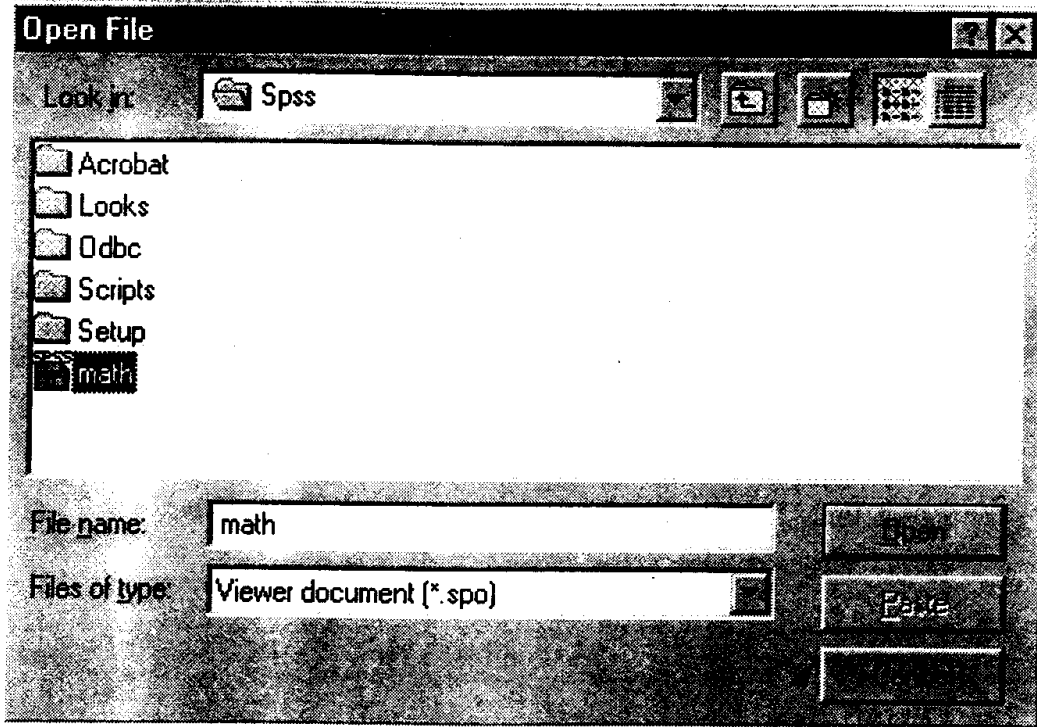 Open File
Look in: Spss
Acrobat
Looks
Odbc
Scripts
Setup
math
File name: math
Open
Files of type: Viewer document (*.spo)
Paste